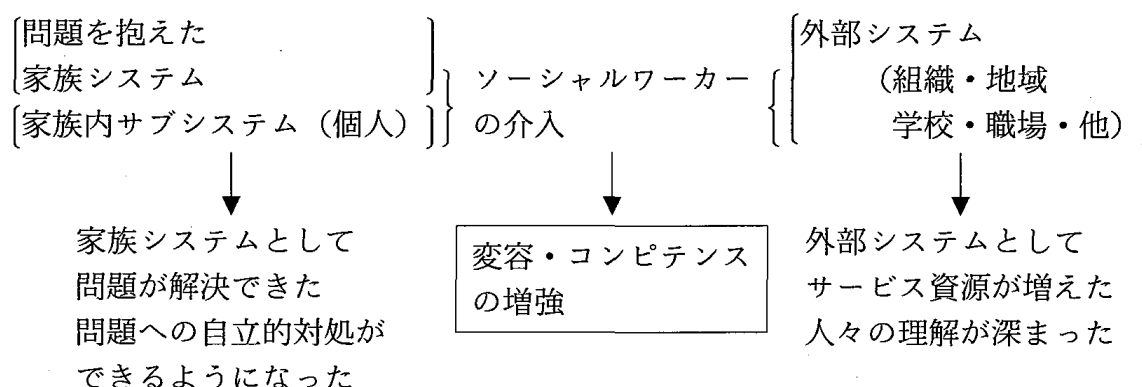 問題を抱えた
家族システム
家族内サブシステム（個人）
ソーシャルワーカー
の介入
外部システム
（組織・地域
学校・職場・他）
家族システムとして
問題が解決できた
問題への自立的対処が
できるようになった
変容・コンピテンス
の増強
外部システムとして
サービス資源が増えた
人々の理解が深まった